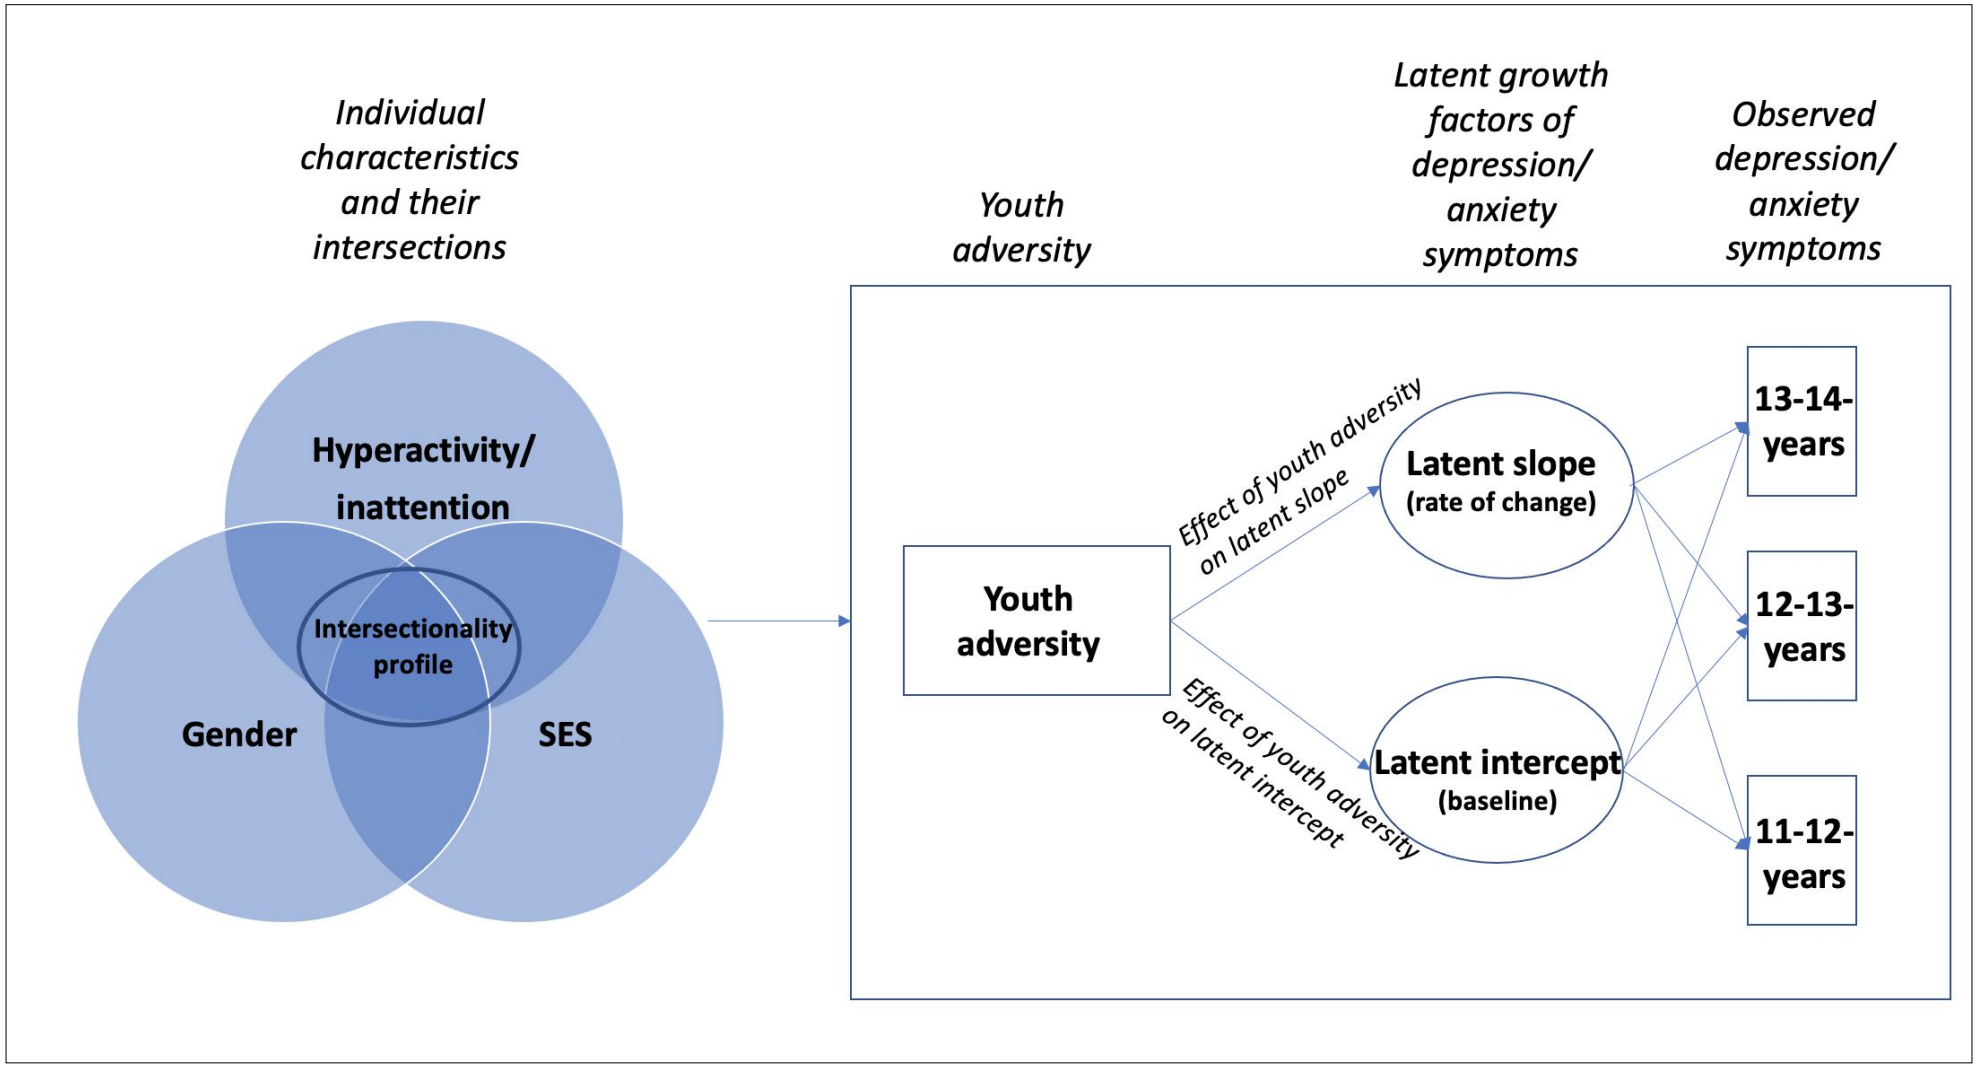 Individual
characteristics
and their
intersections
Youth
adversity
Latent growth
factors of
depression/
anxiety
symptoms
Observed
depression/
anxiety
symptoms
Hyperactivity/
inattention
Intersectionality
profile
Gender
SES
Youth
adversity
Effect of youth adversity
on latent slope
Effect of youth adversity
on latent intercept
Latent slope
(rate of change)
Latent intercept
(baseline)
13-14-
years
12-13-
years
11-12-
years